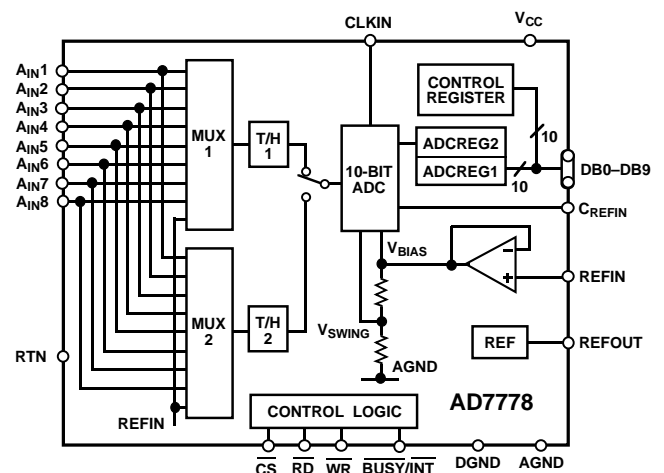 CLKIN
VCC
AIN1
AIN2
AIN3
AIN4
AIN5
AIN6
AIN7
AIN8
MUX
1
T/H
1
10-BIT
ADC
CONTROL
REGISTER
ADCREG2
ADCREG1
10
10
DB0–DB9
CREFIN
VBIAS
–
+
REFIN
MUX
2
T/H
2
VSWING
AGND
REF
REFOUT
RTN
REFIN
CONTROL LOGIC
AD7778
CS
RD
WR
BUSY/INT
DGND
AGND